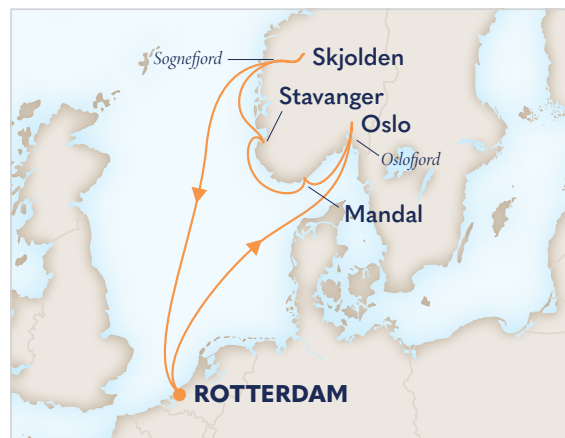 Sognefjord
Skjolden
Stavanger
Oslo
Oslofjord
Mandal
ROTTERDAM